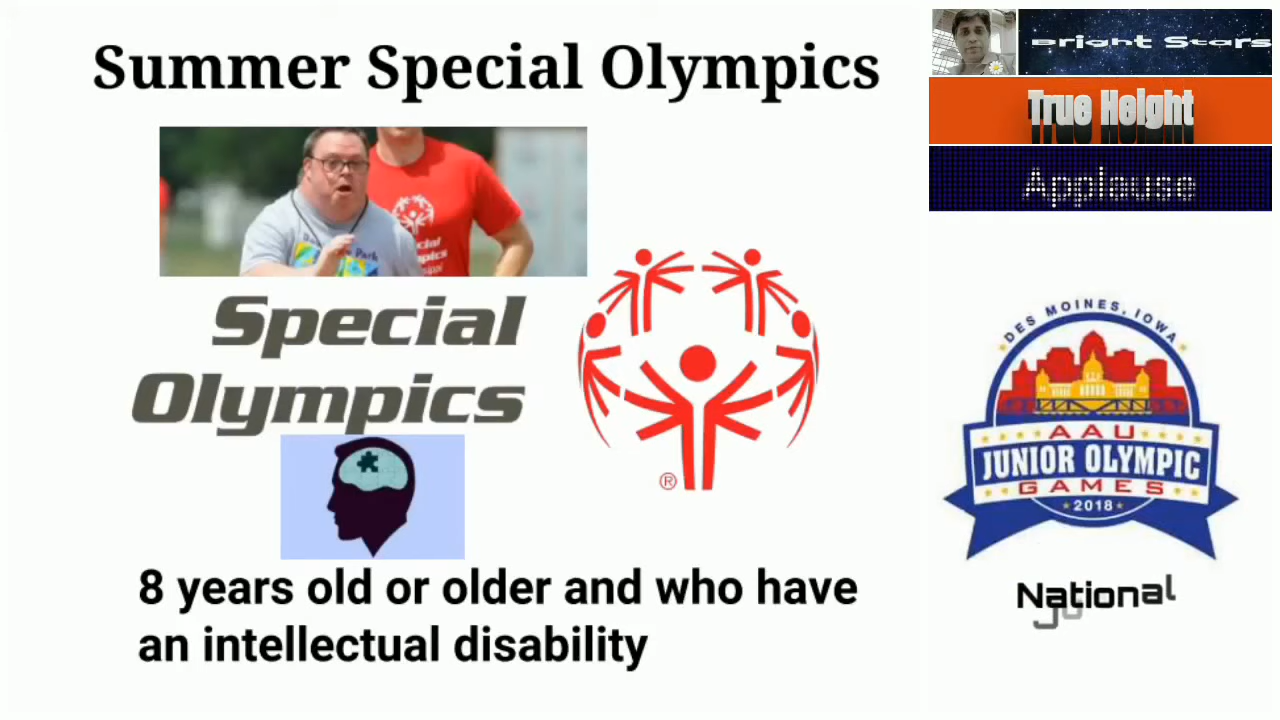 Summer Special Olympics
Special
Olympics
®
8 years old or older and who have
an intellectual disability
Bright Stars
True Height
Applause
DES MOINES, IOWA
AAU
JUNIOR OLYMPIC
GAMES
2018
National